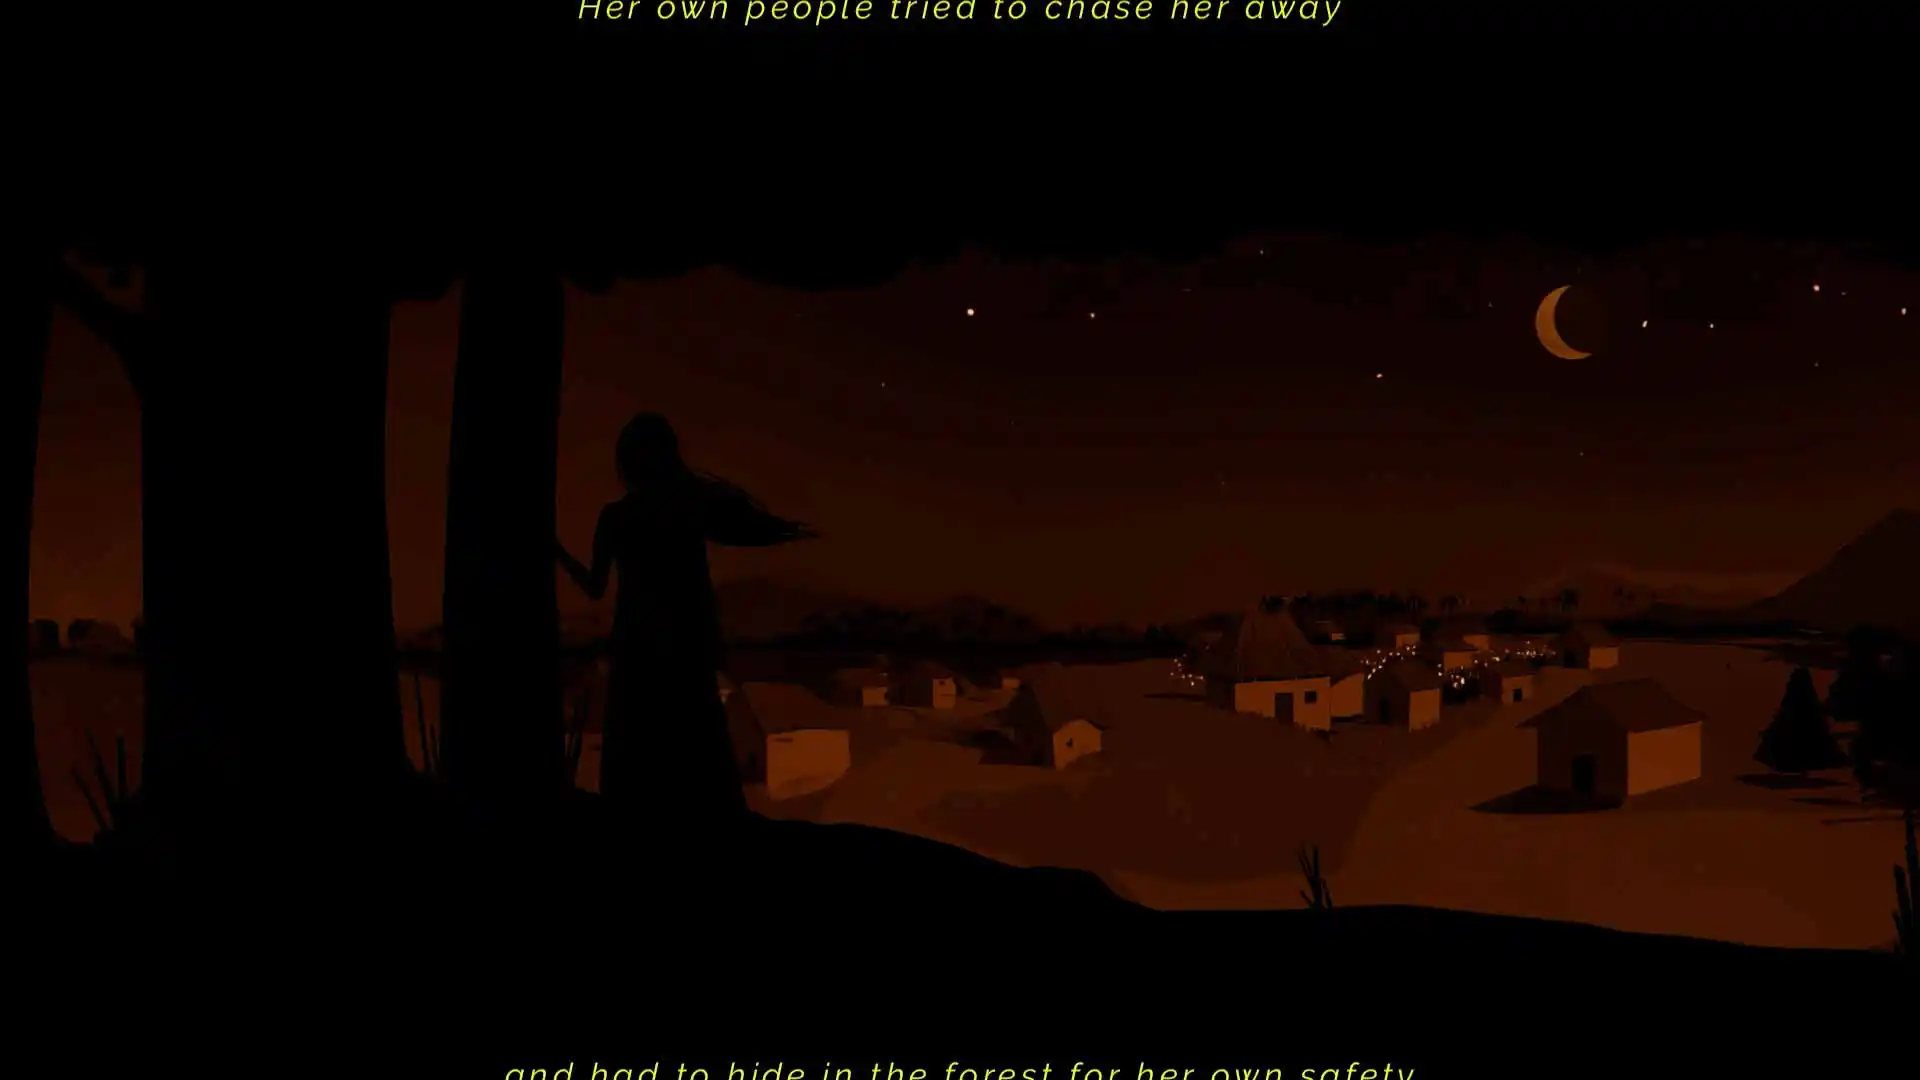 Her own people tried to chase her away
and had to hide in the forest for her own safety